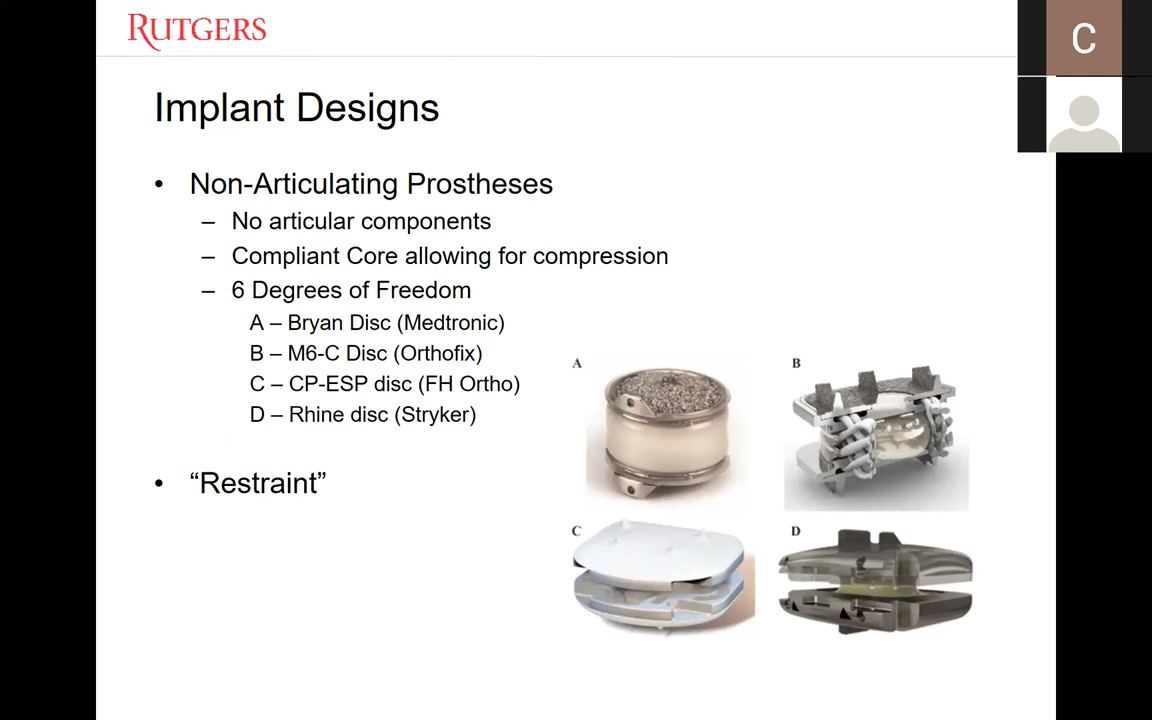 RUTGERS
C
Implant Designs
• Non-Articulating Prostheses
– No articular components
– Compliant Core allowing for compression
– 6 Degrees of Freedom
A – Bryan Disc (Medtronic)
B – M6-C Disc (Orthofix)
C – CP-ESP disc (FH Ortho)
D – Rhine disc (Stryker)
• “Restraint”
A
B
C
D